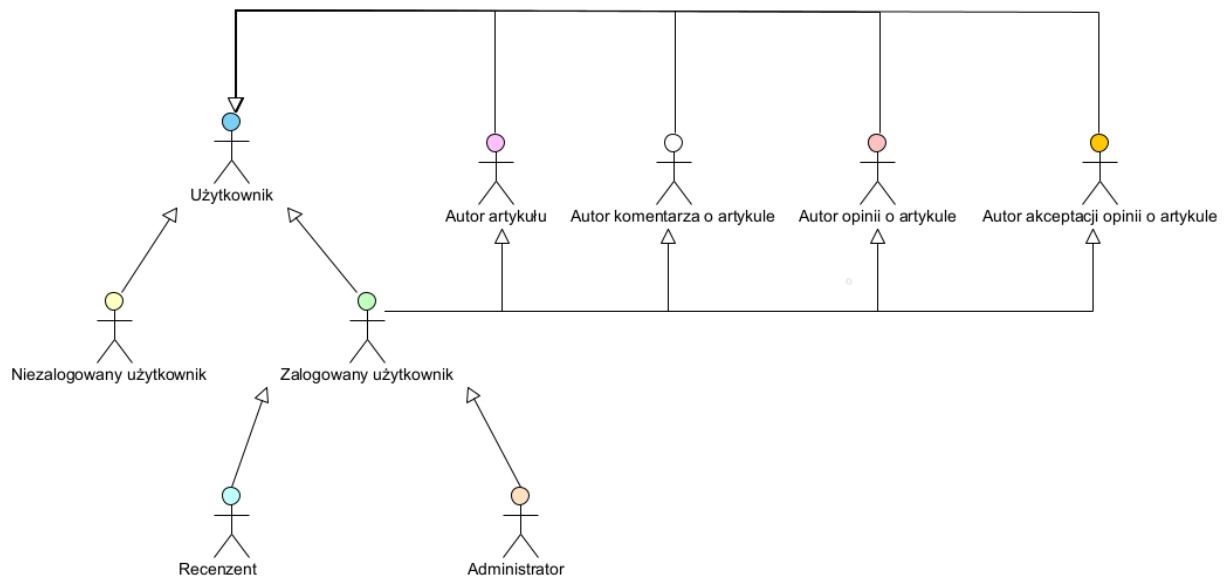 Użytkownik
Autor artykułu
Autor komentarza o artykule
Autor opinii o artykule
Autor akceptacji opinii o artykule
Niezalogowany użytkownik
Zalogowany użytkownik
Recenzent
Administrator